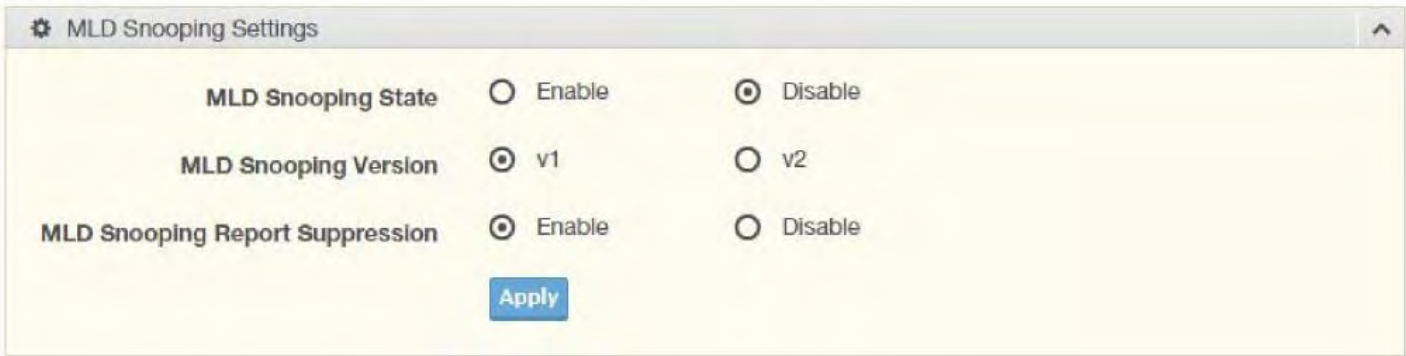 MLD Snooping Settings
MLD Snooping State Enable Disable
MLD Snooping Version v1 v2
MLD Snooping Report Suppression Enable Disable
Apply